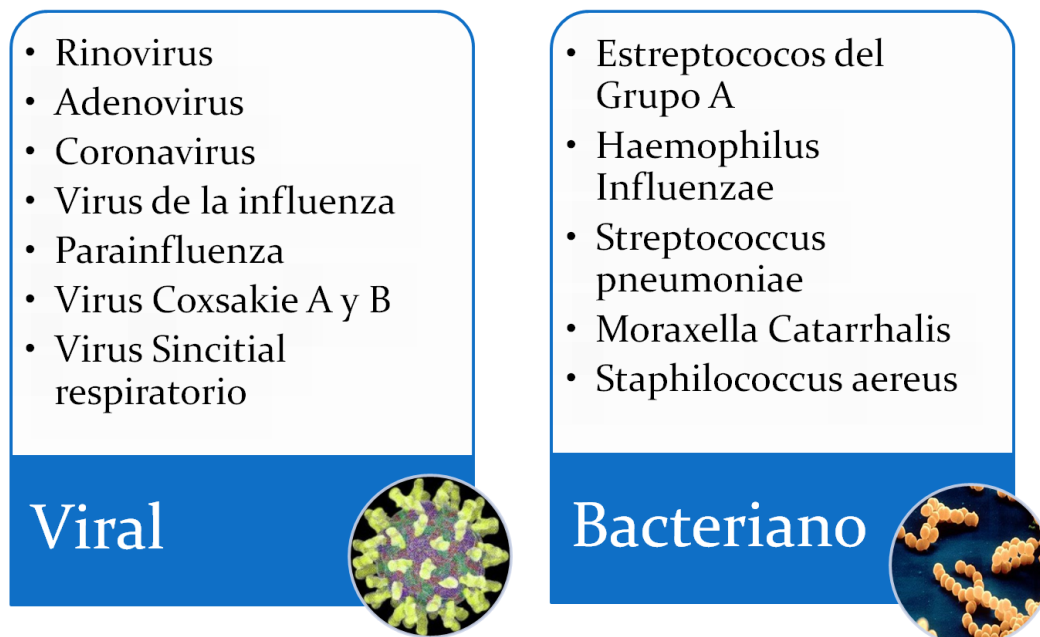 • Rinovirus
• Adenovirus
• Coronavirus
• Virus de la influenza
• Parainfluenza
• Virus Coxsakie A y B
• Virus Sincitial
respiratorio
Viral
• Estreptococos del
Grupo A
• Haemophilus
Influenzae
• Streptococcus
pneumoniae
• Moraxella Catarrhalis
• Staphilococcus aereus
Bacteriano